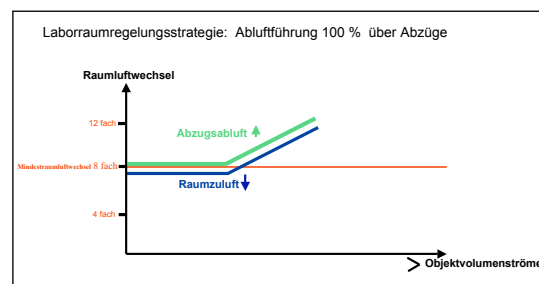 Laborraumregelungsstrategie: Abluftführung 100 % über Abzüge
Raumluftwechsel
12 fach
Abzugsabluft
Mindestraumluftwechsel 8 fach
Raumzuluft
4 fach
> Objektvolumenströme